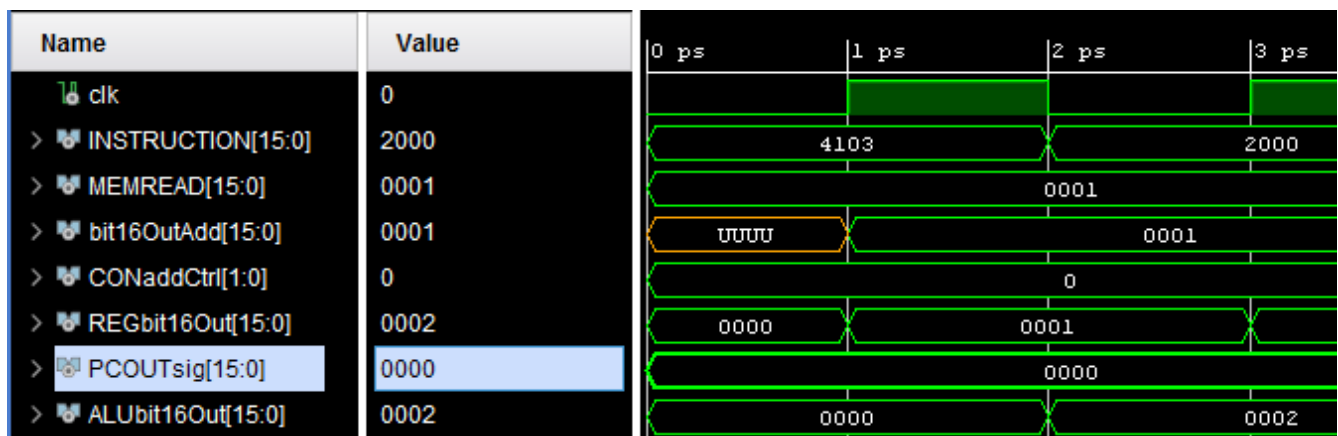 Name Value 0 ps 1 ps 2 ps 3 ps
clk 0
INSTRUCTION[15:0] 2000 4103 2000
MEMREAD[15:0] 0001 0001
bit16OutAdd[15:0] 0001 UUUU 0001
CONaddCtrl[1:0] 0 0
REGbit16Out[15:0] 0002 0000 0001
PCOUTsig[15:0] 0000 0000
ALUbit16Out[15:0] 0002 0000 0002